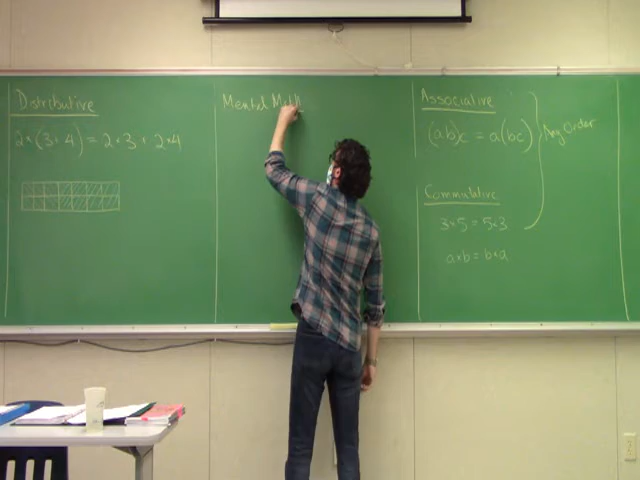 Distributive
2×(3+4) = 2×3 + 2×4
Mental Math
Associative
(ab)c = a(bc)
Any Order
Commutative
3×5 = 5×3
a×b = b×a